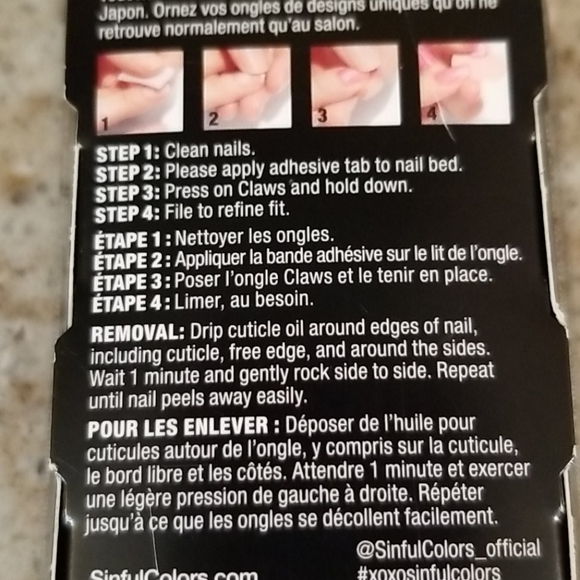 Japon. Ornez vos ongles de designs uniques qu'on ne
retrouve normalement qu'au salon.
1 2 3 4
STEP 1: Clean nails.
STEP 2: Please apply adhesive tab to nail bed.
STEP 3: Press on Claws and hold down.
STEP 4: File to refine fit.
ÉTAPE 1 : Nettoyer les ongles.
ÉTAPE 2 : Appliquer la bande adhésive sur le lit de l'ongle.
ÉTAPE 3 : Poser l'ongle Claws et le tenir en place.
ÉTAPE 4 : Limer, au besoin.
REMOVAL: Drip cuticle oil around edges of nail,
including cuticle, free edge, and around the sides.
Wait 1 minute and gently rock side to side. Repeat
until nail peels away easily.
POUR LES ENLEVER : Déposer de l'huile pour
cuticules autour de l'ongle, y compris sur la cuticule,
le bord libre et les côtés. Attendre 1 minute et exercer
une légère pression de gauche à droite. Répéter
jusqu'à ce que les ongles se décollent facilement.
@SinfulColors_official
SinfulColors.com #xoxosinfulcolors